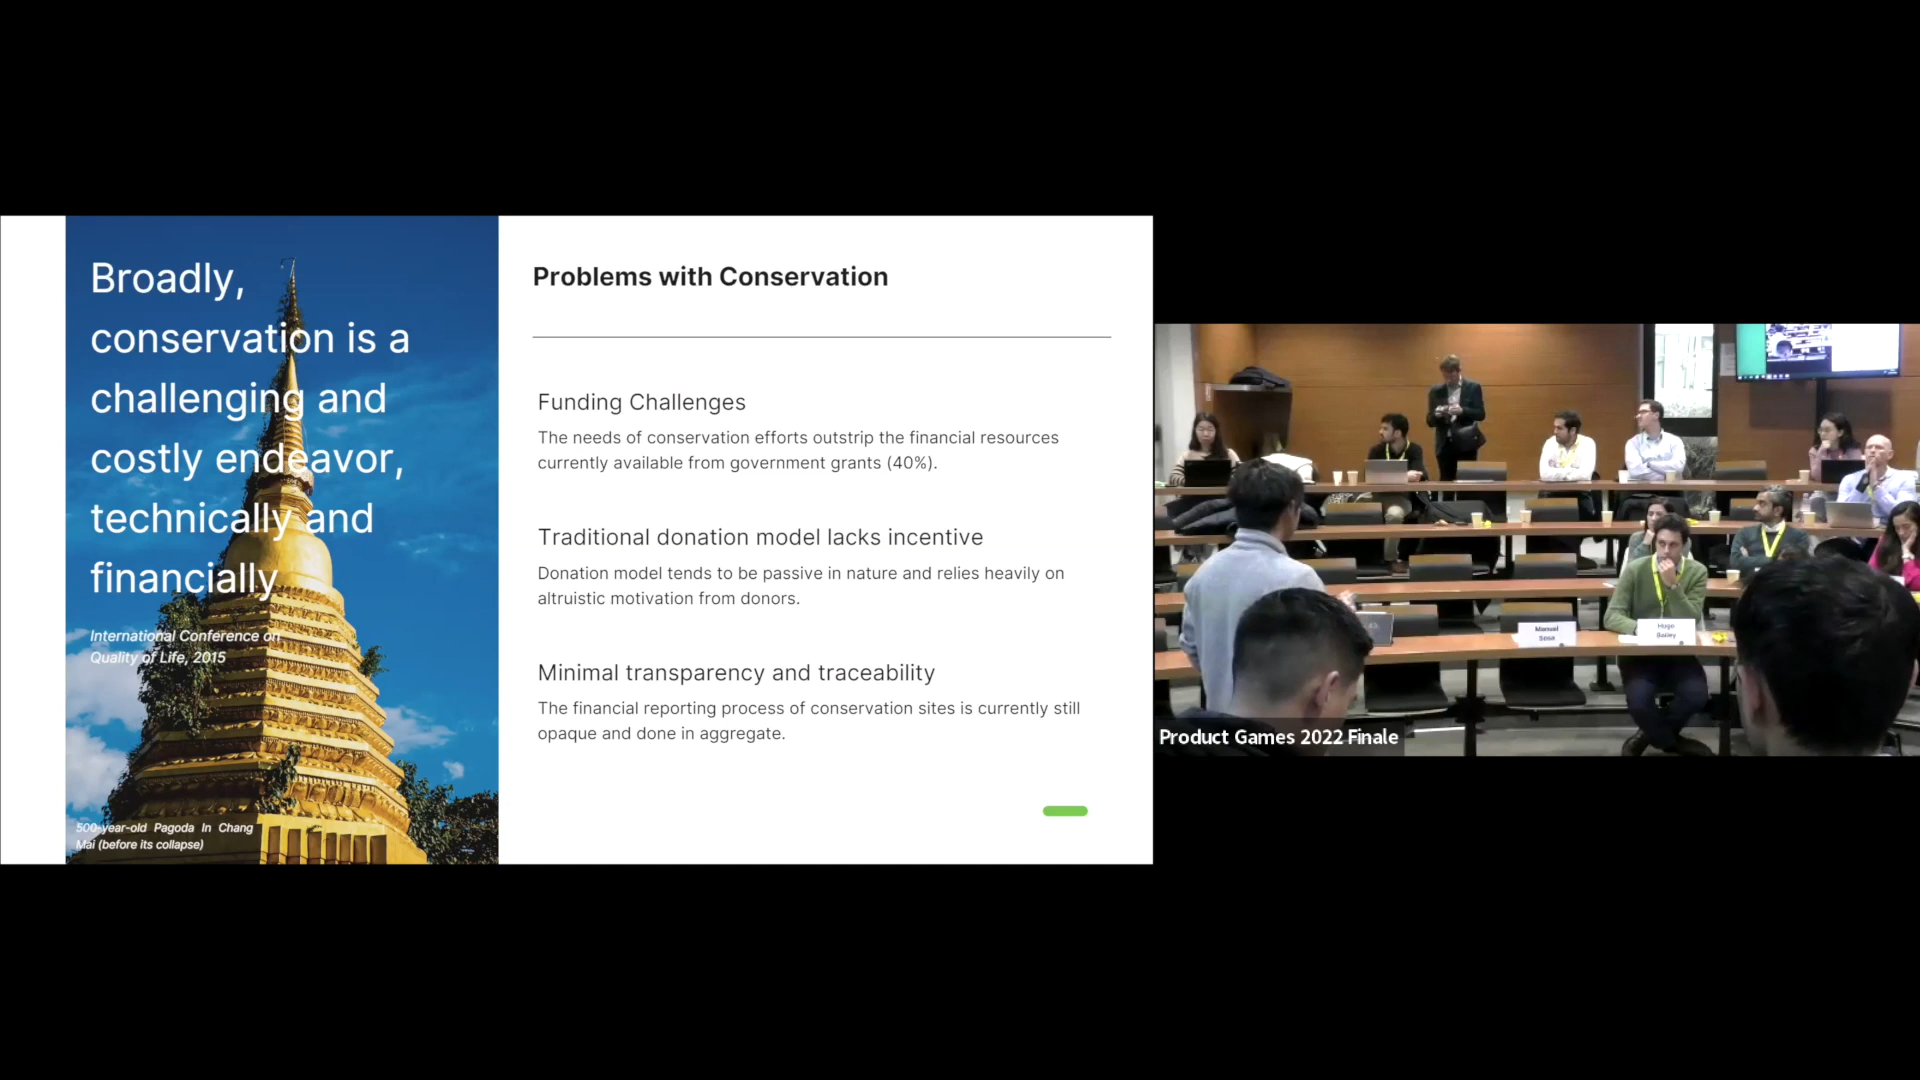 Broadly,
conservation is a
challenging and
costly endeavor,
technically and
financially
International Conference on
Quality of Life, 2015
500-year-old Pagoda In Chang
Mai (before its collapse)
Problems with Conservation
Funding Challenges
The needs of conservation efforts outstrip the financial resources
currently available from government grants (40%).
Traditional donation model lacks incentive
Donation model tends to be passive in nature and relies heavily on
altruistic motivation from donors.
Minimal transparency and traceability
The financial reporting process of conservation sites is currently still
opaque and done in aggregate.
Manuel
Sosa
Hugo
Product Games 2022 Finale